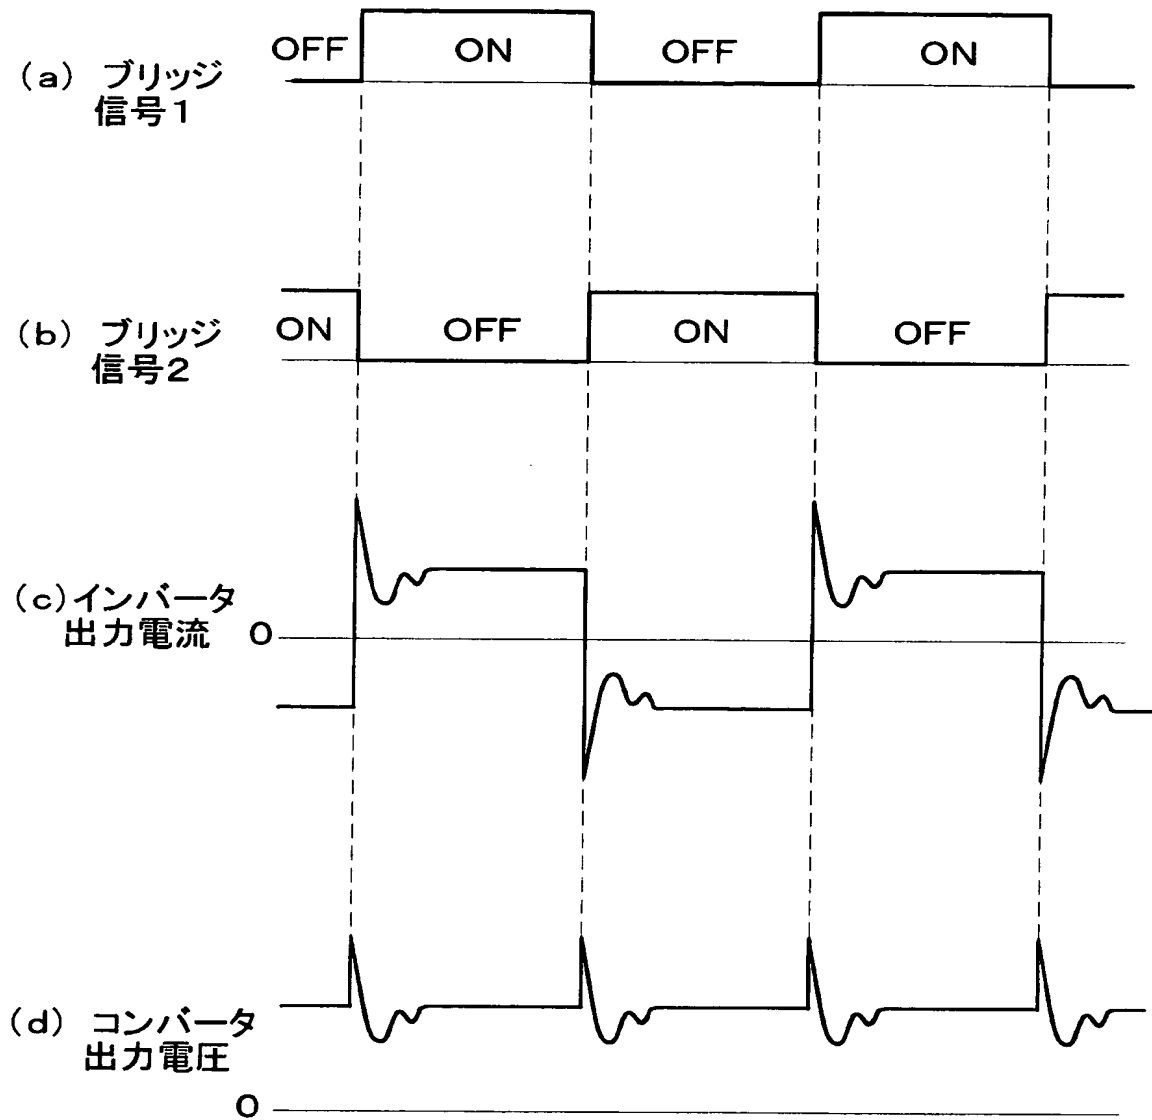 OFF ON OFF ON
(a) ブリッジ
信号1
(b) ブリッジ
信号2
ON OFF ON OFF
(c)インバータ
出力電流 0
(d) コンバータ
出力電圧
0